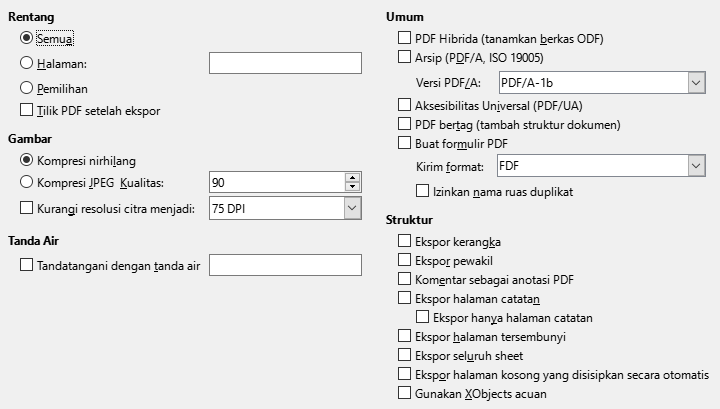 Rentang
Semua
Halaman:
Pemilihan
Tilik PDF setelah ekspor
Gambar
Kompresi nirhilang
Kompresi JPEG Kualitas: 90
Kurangi resolusi citra menjadi: 75 DPI
Tanda Air
Tandatangani dengan tanda air
Umum
PDF Hibrida (tanamkan berkas ODF)
Arsip (PDF/A, ISO 19005)
Versi PDF/A: PDF/A-1b
Aksesibilitas Universal (PDF/UA)
PDF bertag (tambah struktur dokumen)
Buat formulir PDF
Kirim format: FDF
Izinkan nama ruas duplikat
Struktur
Ekspor kerangka
Ekspor pewakil
Komentar sebagai anotasi PDF
Ekspor halaman catatan
Ekspor hanya halaman catatan
Ekspor halaman tersembunyi
Ekspor seluruh sheet
Ekspor halaman kosong yang disisipkan secara otomatis
Gunakan XObjects acuan